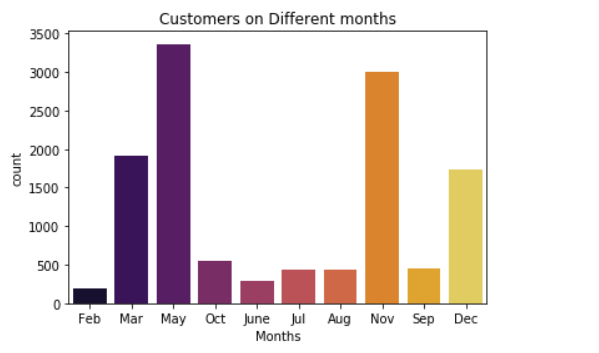 Customers on Different months
3500
3000
2500
2000
1500
1000
500
0
count
Feb Mar May Oct June Jul Aug Nov Sep Dec
Months